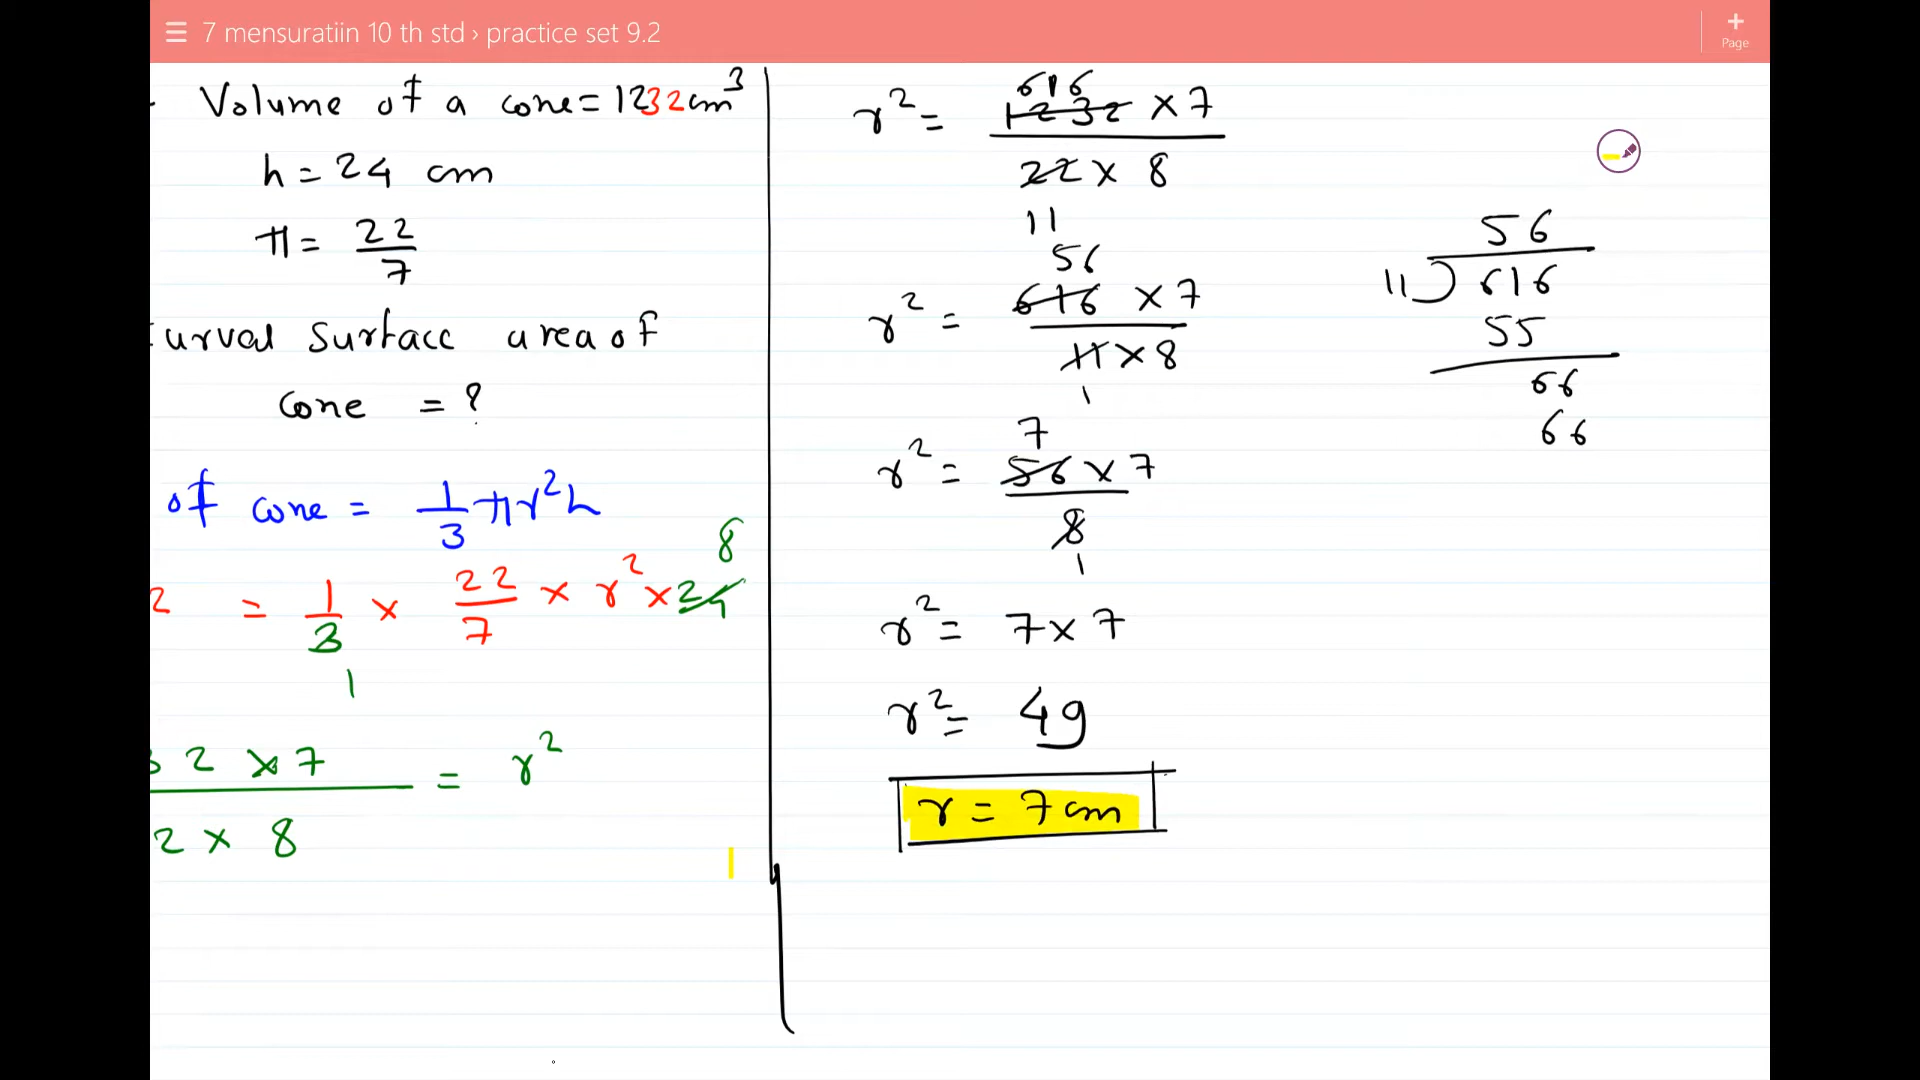 7 mensuratiin 10 th std › practice set 9.2
+
Page
Volume of a cone = 1232 cm³
h = 24 cm
π = 22/7
urval surfacc area of
cone = ?
of cone = 1/3 πr²h
8
2 = 1/3 × 22/7 × r² × 24
1
3 2 × 7 / 2 × 8 = r²
616
r² = 1232 × 7 / 22 × 8
11
56
r² = 616 × 7 / 11 × 8
1
7
r² = 56 × 7 / 8
1
r² = 7 × 7
r² = 49
r = 7 cm
56
11 ) 616
55
66
66